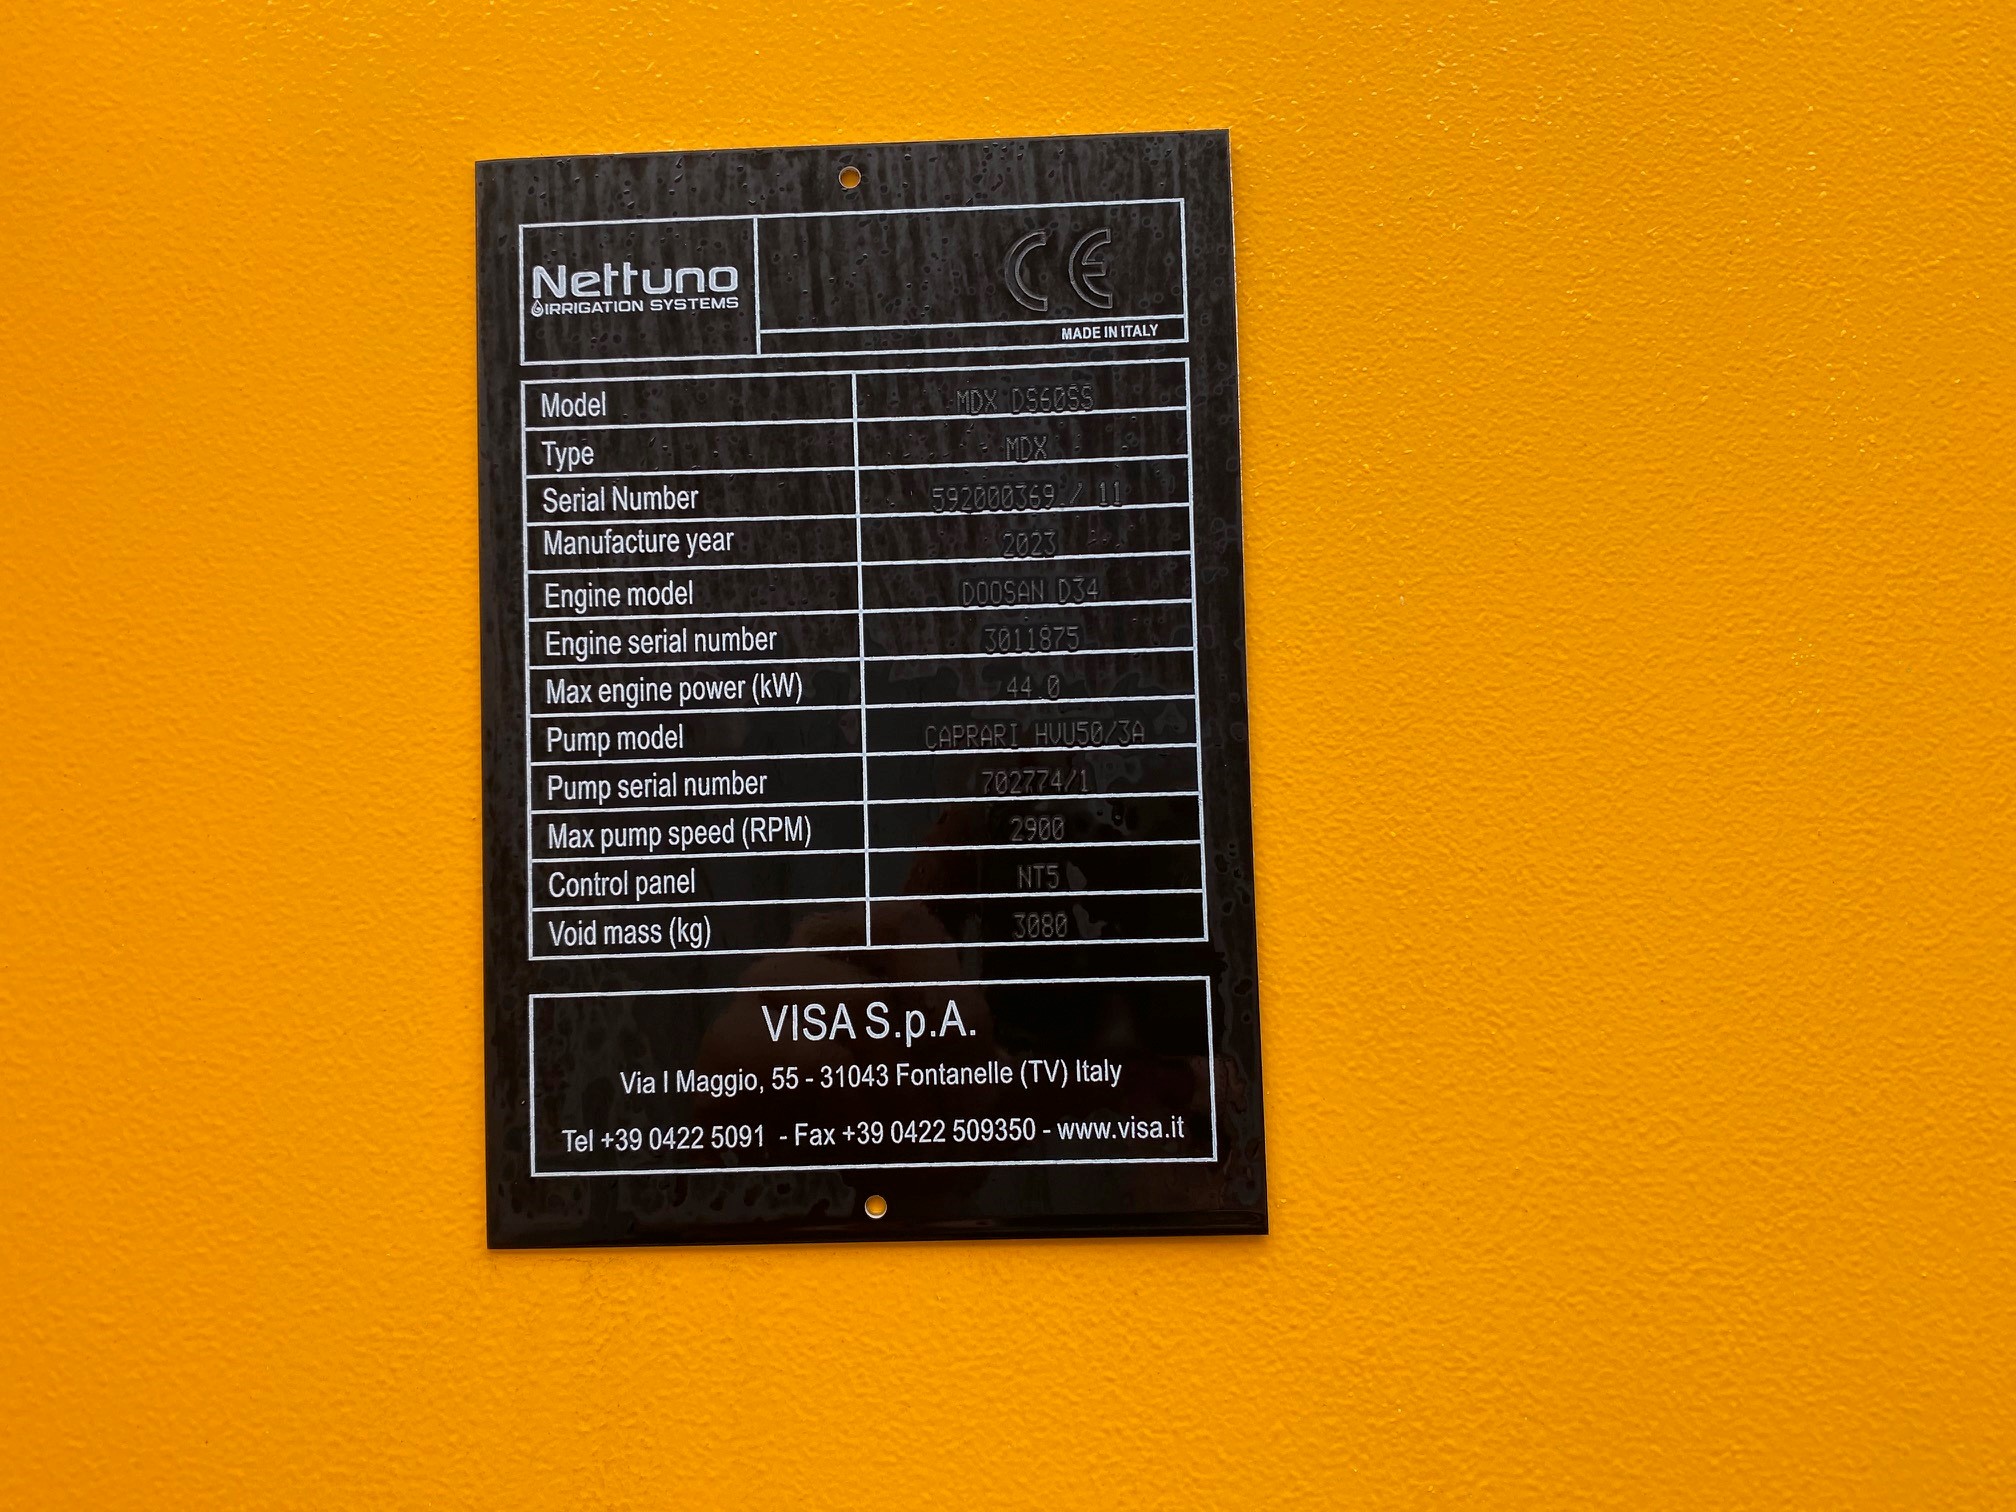 Nettuno
IRRIGATION SYSTEMS
CE
MADE IN ITALY
Model MDX DS60SS
Type MDX
Serial Number 592000369 / 11
Manufacture year 2023
Engine model DOOSAN D34
Engine serial number 3011875
Max engine power (kW) 44.0
Pump model CAPRARI HVU50/3A
Pump serial number 702774/1
Max pump speed (RPM) 2900
Control panel NT5
Void mass (kg) 3080
VISA S.p.A.
Via I Maggio, 55 - 31043 Fontanelle (TV) Italy
Tel +39 0422 5091 - Fax +39 0422 509350 - www.visa.it